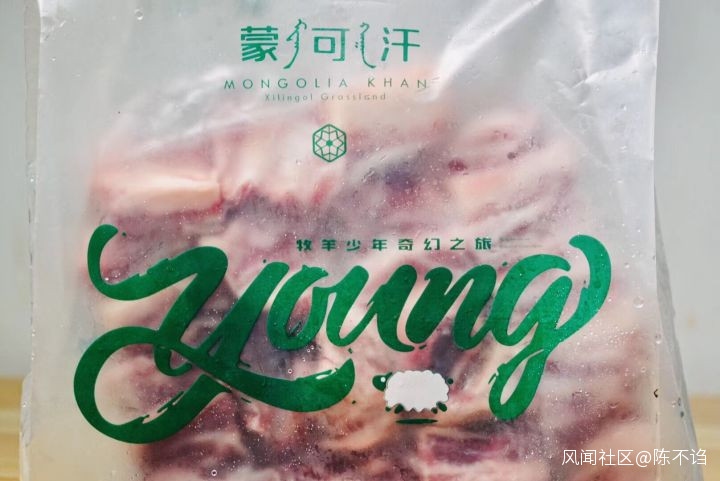 蒙可汗
MONGOLIA KHAN
Xilingol Grassland
牧羊少年奇幻之旅
young
风闻社区@陈不诌